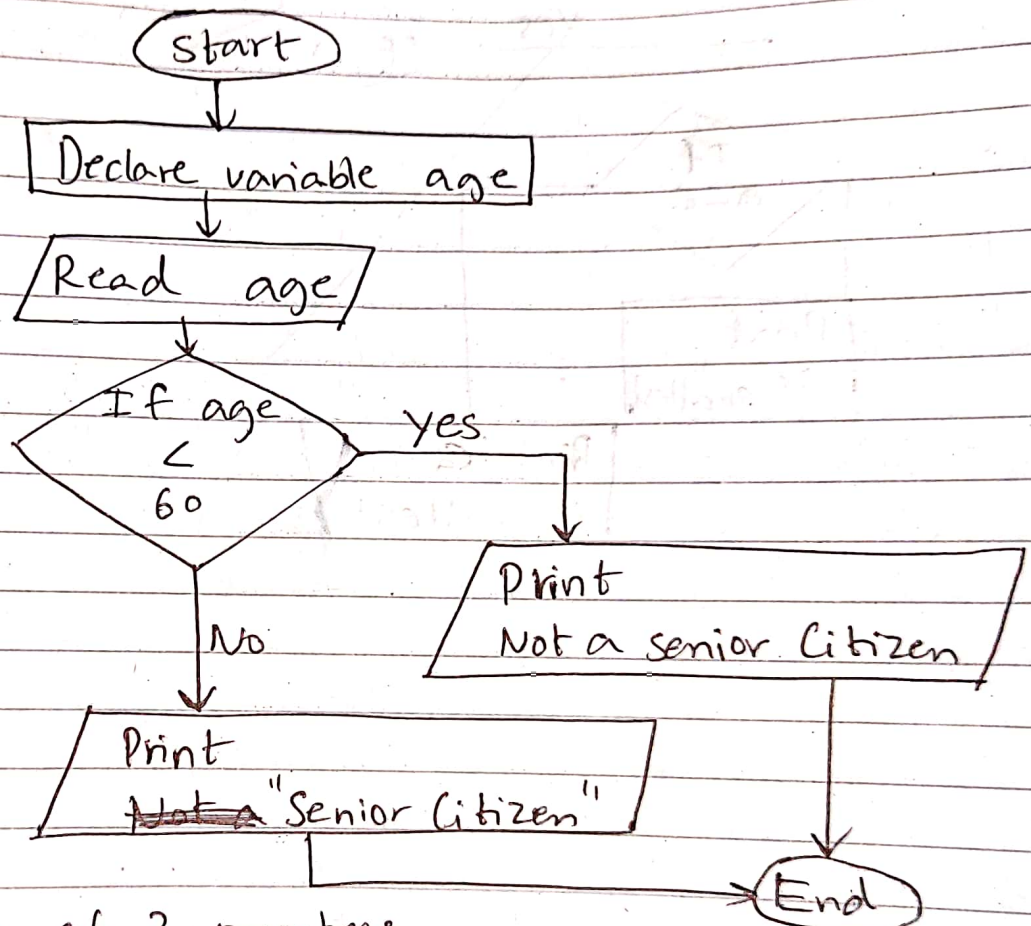 Start
Declare variable age
Read age
If age
<
60
yes
Print
Not a senior Citizen
No
Print
"Senior Citizen"
End